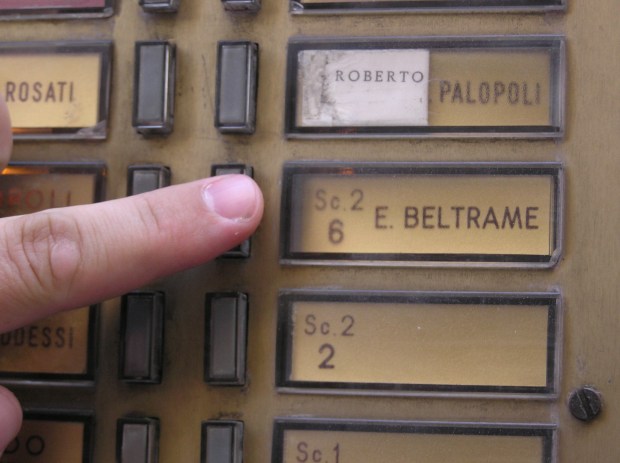 ROSATI
ROBERTO PALOPOLI
Sc.2
6 E. BELTRAME
Sc.2
2
Sc.1